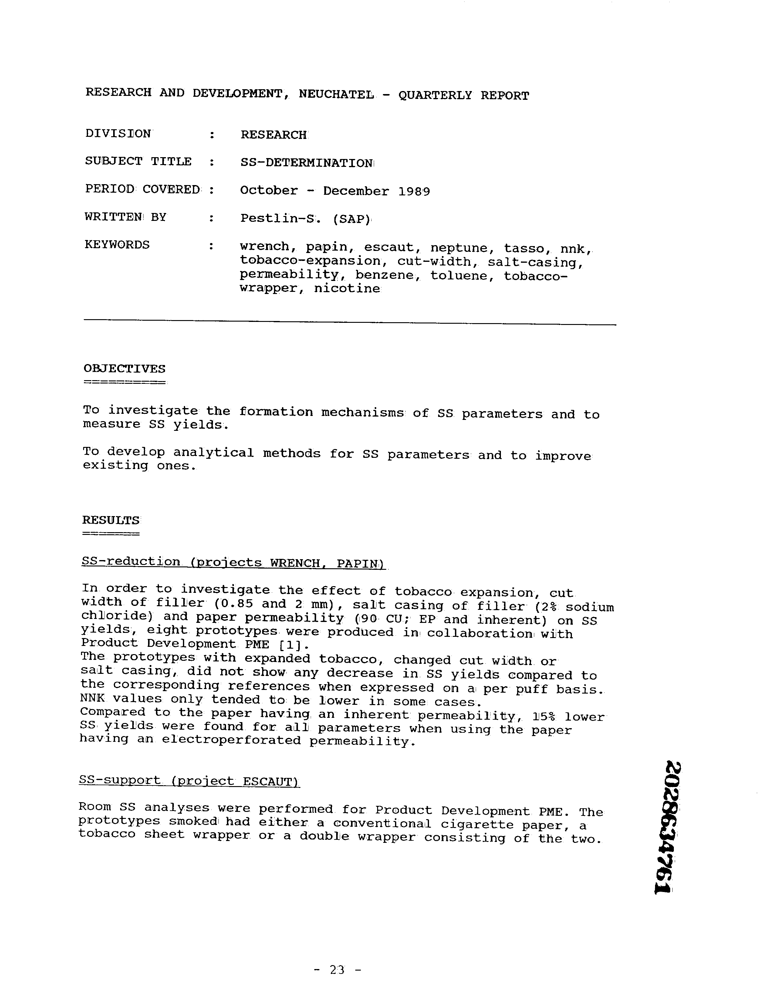 RESEARCH AND DEVELOPMENT, NEUCHATEL - QUARTERLY REPORT
DIVISION : RESEARCH
SUBJECT TITLE : SS-DETERMINATION
PERIOD COVERED : October - December 1989
WRITTEN BY : Pestlin-S. (SAP)
KEYWORDS : wrench, papin, escaut, neptune, tasso, nnk,
tobacco-expansion, cut-width, salt-casing,
permeability, benzene, toluene, tobacco-
wrapper, nicotine
OBJECTIVES
==========
To investigate the formation mechanisms of SS parameters and to
measure SS yields.
To develop analytical methods for SS parameters and to improve
existing ones.
RESULTS
=======
SS-reduction (projects WRENCH, PAPIN)
In order to investigate the effect of tobacco expansion, cut
width of filler (0.85 and 2 mm), salt casing of filler (2% sodium
chloride) and paper permeability (90 CU; EP and inherent) on SS
yields, eight prototypes were produced in collaboration with
Product Development PME [1].
The prototypes with expanded tobacco, changed cut width or
salt casing, did not show any decrease in SS yields compared to
the corresponding references when expressed on a per puff basis.
NNK values only tended to be lower in some cases.
Compared to the paper having an inherent permeability, 15% lower
SS yields were found for all parameters when using the paper
having an electroperforated permeability.
SS-support (project ESCAUT)
Room SS analyses were performed for Product Development PME. The
prototypes smoked had either a conventional cigarette paper, a
tobacco sheet wrapper or a double wrapper consisting of the two.
2028634761
- 23 -